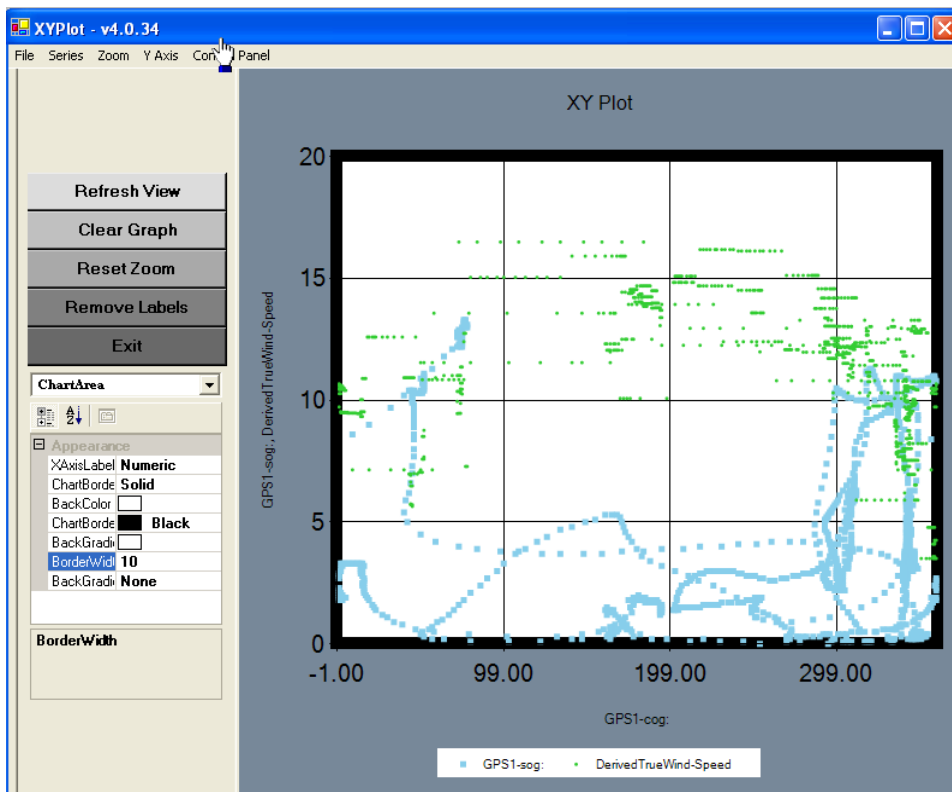 XYPlot - v4.0.34
File Series Zoom Y Axis Con Panel
Refresh View
Clear Graph
Reset Zoom
Remove Labels
Exit
ChartArea
Appearance
XAxisLabel Numeric
ChartBorde Solid
BackColor
ChartBorde Black
BackGradi
BorderWid 10
BackGradi None
BorderWidth
XY Plot
GPS1-sog:, DerivedTrueWind-Speed
20
15
10
5
0
-1.00 99.00 199.00 299.00
GPS1-cog:
GPS1-sog: DerivedTrueWind-Speed